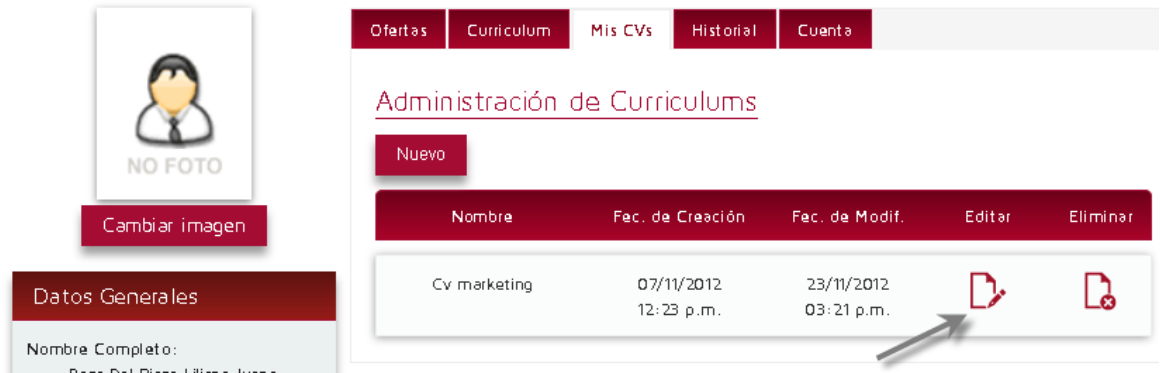 NO FOTO
Cambiar imagen
Datos Generales
Nombre Completo:
Ofertas Curriculum Mis CVs Historial Cuenta
Administración de Curriculums
Nuevo
Nombre Fec. de Creación Fec. de Modif. Editar Eliminar
Cv marketing 07/11/2012 23/11/2012
12:23 p.m. 03:21 p.m.